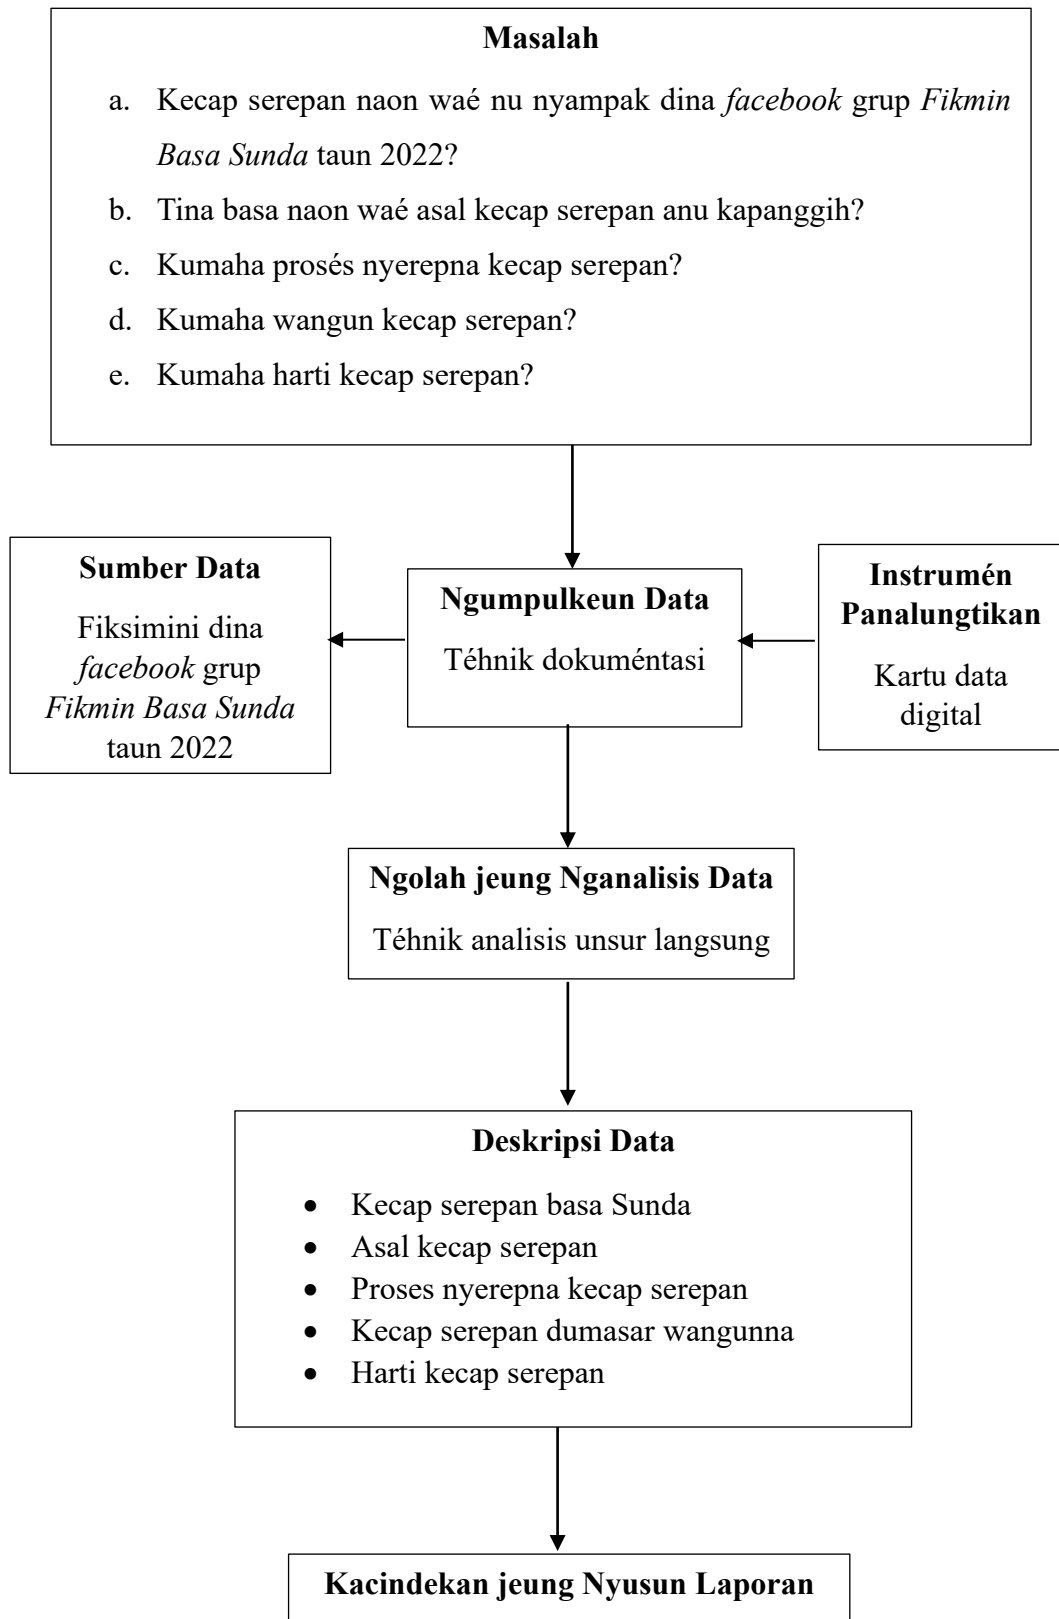 Masalah
a. Kecap serepan naon waé nu nyampak dina facebook grup Fikmin
Basa Sunda taun 2022?
b. Tina basa naon waé asal kecap serepan anu kapanggih?
c. Kumaha prosés nyerepna kecap serepan?
d. Kumaha wangun kecap serepan?
e. Kumaha harti kecap serepan?
Sumber Data
Fiksimini dina
facebook grup
Fikmin Basa Sunda
taun 2022
Ngumpulkeun Data
Téhnik dokuméntasi
Instrumén
Panalungtikan
Kartu data
digital
Ngolah jeung Nganalisis Data
Téhnik analisis unsur langsung
Deskripsi Data
• Kecap serepan basa Sunda
• Asal kecap serepan
• Proses nyerepna kecap serepan
• Kecap serepan dumasar wangunna
• Harti kecap serepan
Kacindekan jeung Nyusun Laporan